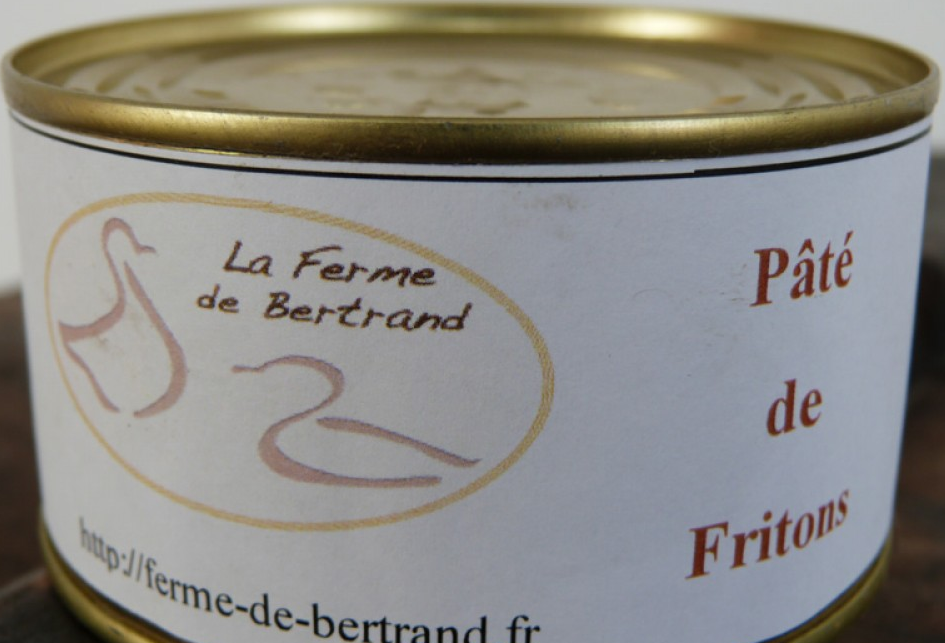 La Ferme
de Bertrand
http://ferme-de-bertrand.fr
Pâté
de
Fritons